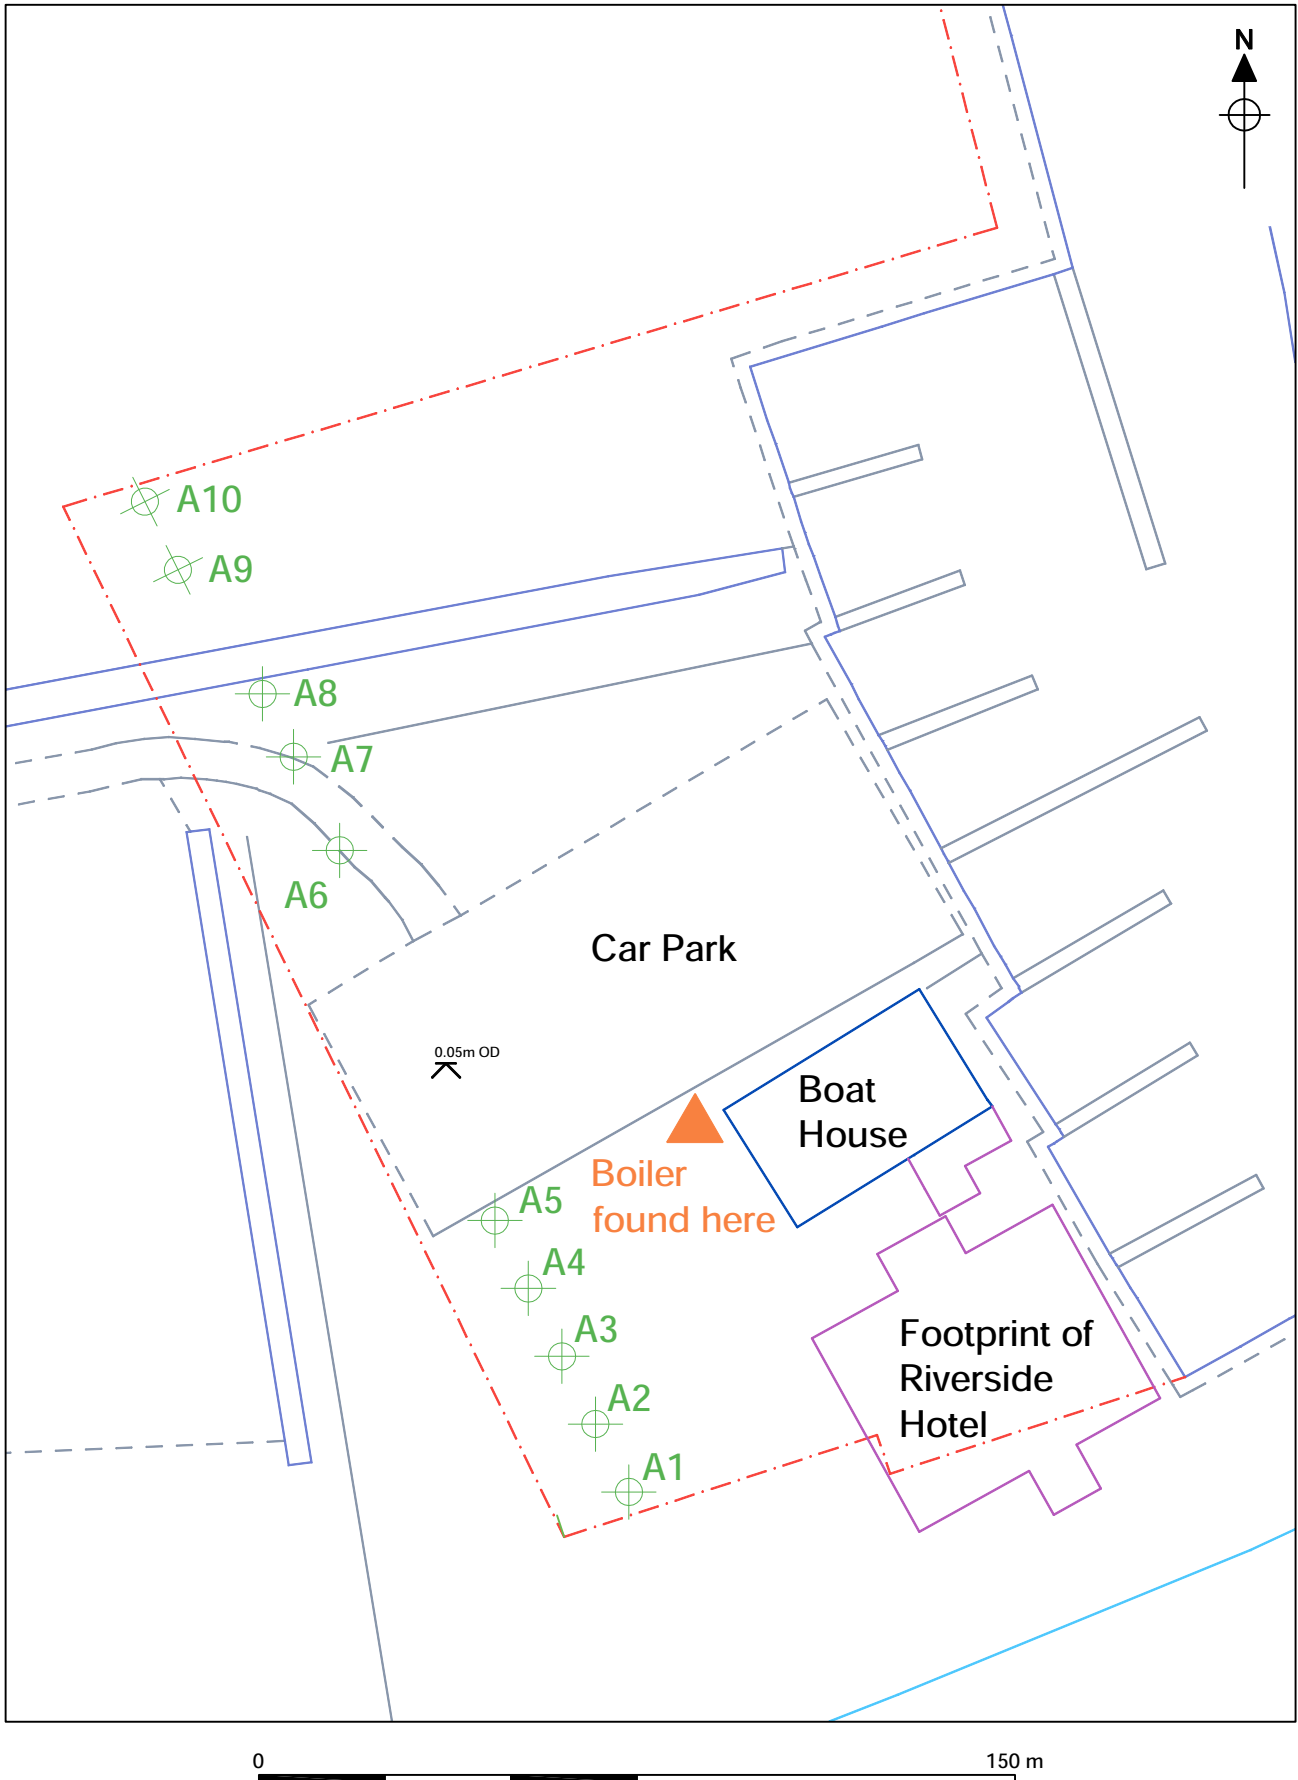 N
A10
A9
A8
A7
A6
Car Park
0.05m OD
Boat
House
Boiler
found here
A5
A4
A3
A2
A1
Footprint of
Riverside
Hotel
0
150 m